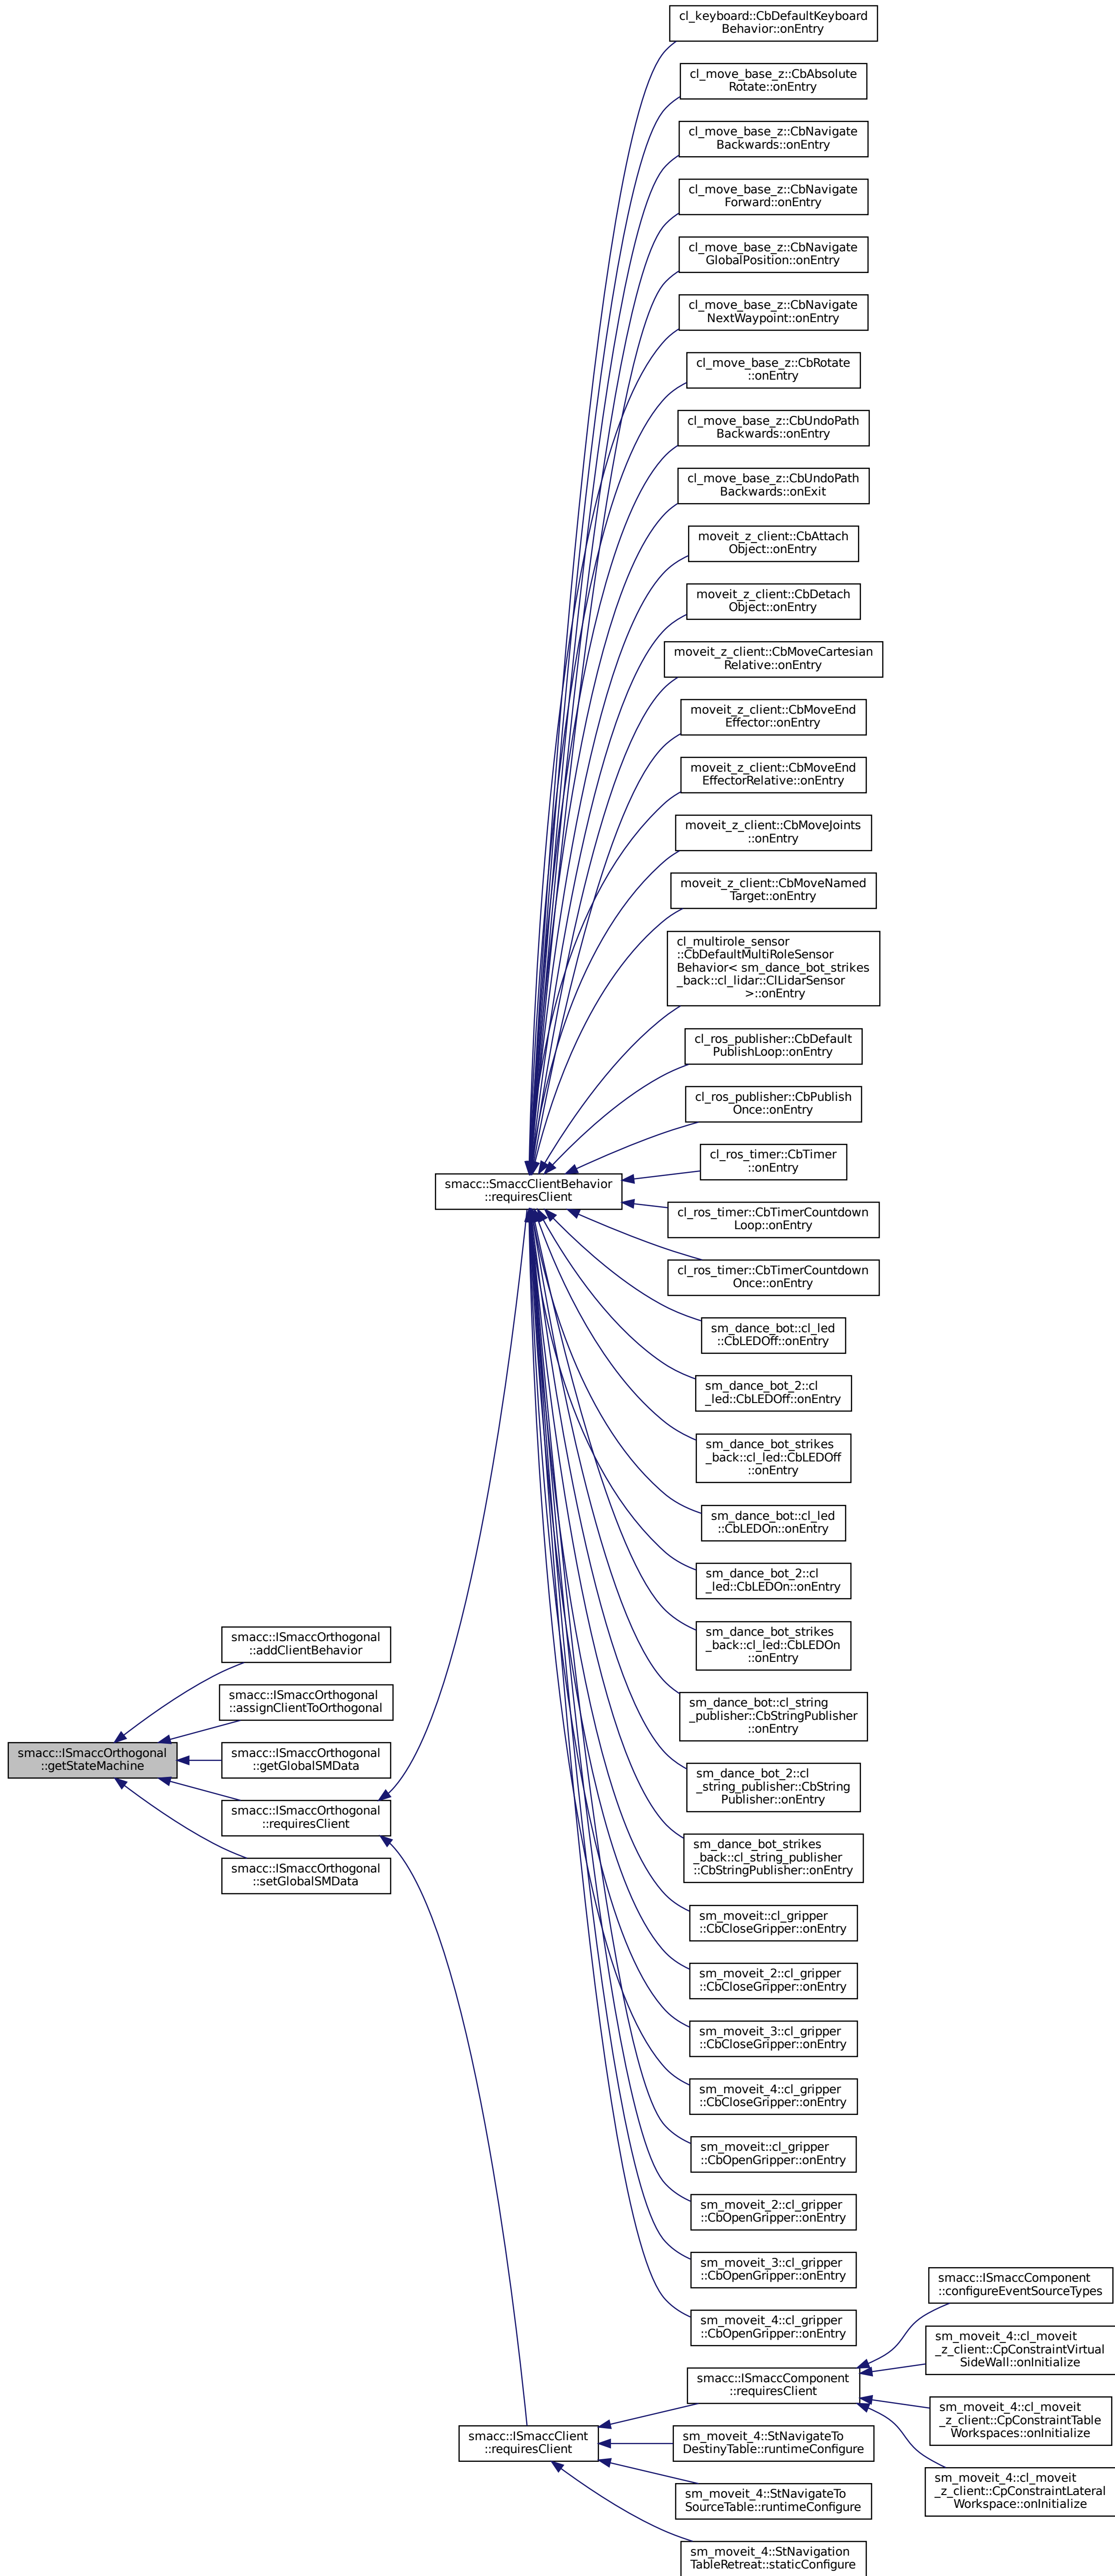 cl_keyboard::CbDefaultKeyboard
Behavior::onEntry
cl_move_base_z::CbAbsolute
Rotate::onEntry
cl_move_base_z::CbNavigate
Backwards::onEntry
cl_move_base_z::CbNavigate
Forward::onEntry
cl_move_base_z::CbNavigate
GlobalPosition::onEntry
cl_move_base_z::CbNavigate
NextWaypoint::onEntry
cl_move_base_z::CbRotate
::onEntry
cl_move_base_z::CbUndoPath
Backwards::onEntry
cl_move_base_z::CbUndoPath
Backwards::onExit
moveit_z_client::CbAttach
Object::onEntry
moveit_z_client::CbDetach
Object::onEntry
moveit_z_client::CbMoveCartesian
Relative::onEntry
moveit_z_client::CbMoveEnd
Effector::onEntry
moveit_z_client::CbMoveEnd
EffectorRelative::onEntry
moveit_z_client::CbMoveJoints
::onEntry
moveit_z_client::CbMoveNamed
Target::onEntry
cl_multirole_sensor
::CbDefaultMultiRoleSensor
Behavior< sm_dance_bot_strikes
_back::cl_lidar::ClLidarSensor
>::onEntry
cl_ros_publisher::CbDefault
PublishLoop::onEntry
cl_ros_publisher::CbPublish
Once::onEntry
cl_ros_timer::CbTimer
::onEntry
smacc::SmaccClientBehavior
::requiresClient
cl_ros_timer::CbTimerCountdown
Loop::onEntry
cl_ros_timer::CbTimerCountdown
Once::onEntry
sm_dance_bot::cl_led
::CbLEDOff::onEntry
sm_dance_bot_2::cl
_led::CbLEDOff::onEntry
sm_dance_bot_strikes
_back::cl_led::CbLEDOff
::onEntry
sm_dance_bot::cl_led
::CbLEDOn::onEntry
sm_dance_bot_2::cl
_led::CbLEDOn::onEntry
sm_dance_bot_strikes
_back::cl_led::CbLEDOn
::onEntry
smacc::ISmaccOrthogonal
::addClientBehavior
smacc::ISmaccOrthogonal
::assignClientToOrthogonal
sm_dance_bot::cl_string
_publisher::CbStringPublisher
::onEntry
smacc::ISmaccOrthogonal
::getStateMachine
smacc::ISmaccOrthogonal
::getGlobalSMData
sm_dance_bot_2::cl
_string_publisher::CbString
Publisher::onEntry
smacc::ISmaccOrthogonal
::requiresClient
sm_dance_bot_strikes
_back::cl_string_publisher
::CbStringPublisher::onEntry
smacc::ISmaccOrthogonal
::setGlobalSMData
sm_moveit::cl_gripper
::CbCloseGripper::onEntry
sm_moveit_2::cl_gripper
::CbCloseGripper::onEntry
sm_moveit_3::cl_gripper
::CbCloseGripper::onEntry
sm_moveit_4::cl_gripper
::CbCloseGripper::onEntry
sm_moveit::cl_gripper
::CbOpenGripper::onEntry
sm_moveit_2::cl_gripper
::CbOpenGripper::onEntry
sm_moveit_3::cl_gripper
::CbOpenGripper::onEntry
sm_moveit_4::cl_gripper
::CbOpenGripper::onEntry
smacc::ISmaccComponent
::configureEventSourceTypes
sm_moveit_4::cl_moveit
_z_client::CpConstraintVirtual
SideWall::onInitialize
smacc::ISmaccComponent
::requiresClient
sm_moveit_4::cl_moveit
_z_client::CpConstraintTable
Workspaces::onInitialize
smacc::ISmaccClient
::requiresClient
sm_moveit_4::StNavigateTo
DestinyTable::runtimeConfigure
sm_moveit_4::cl_moveit
_z_client::CpConstraintLateral
Workspace::onInitialize
sm_moveit_4::StNavigateTo
SourceTable::runtimeConfigure
sm_moveit_4::StNavigation
TableRetreat::staticConfigure